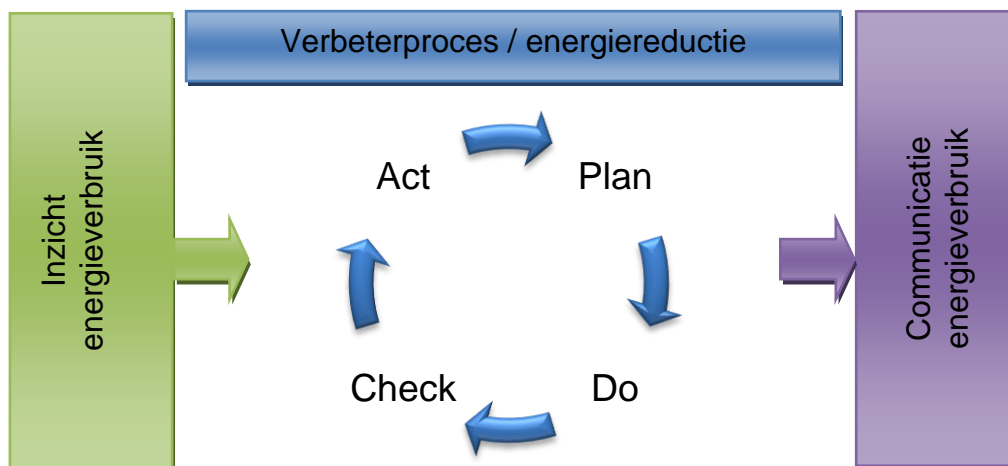 Verbeterproces / energiereductie
Inzicht
energieverbruik
Act
Plan
Check
Do
Communicatie
energieverbruik